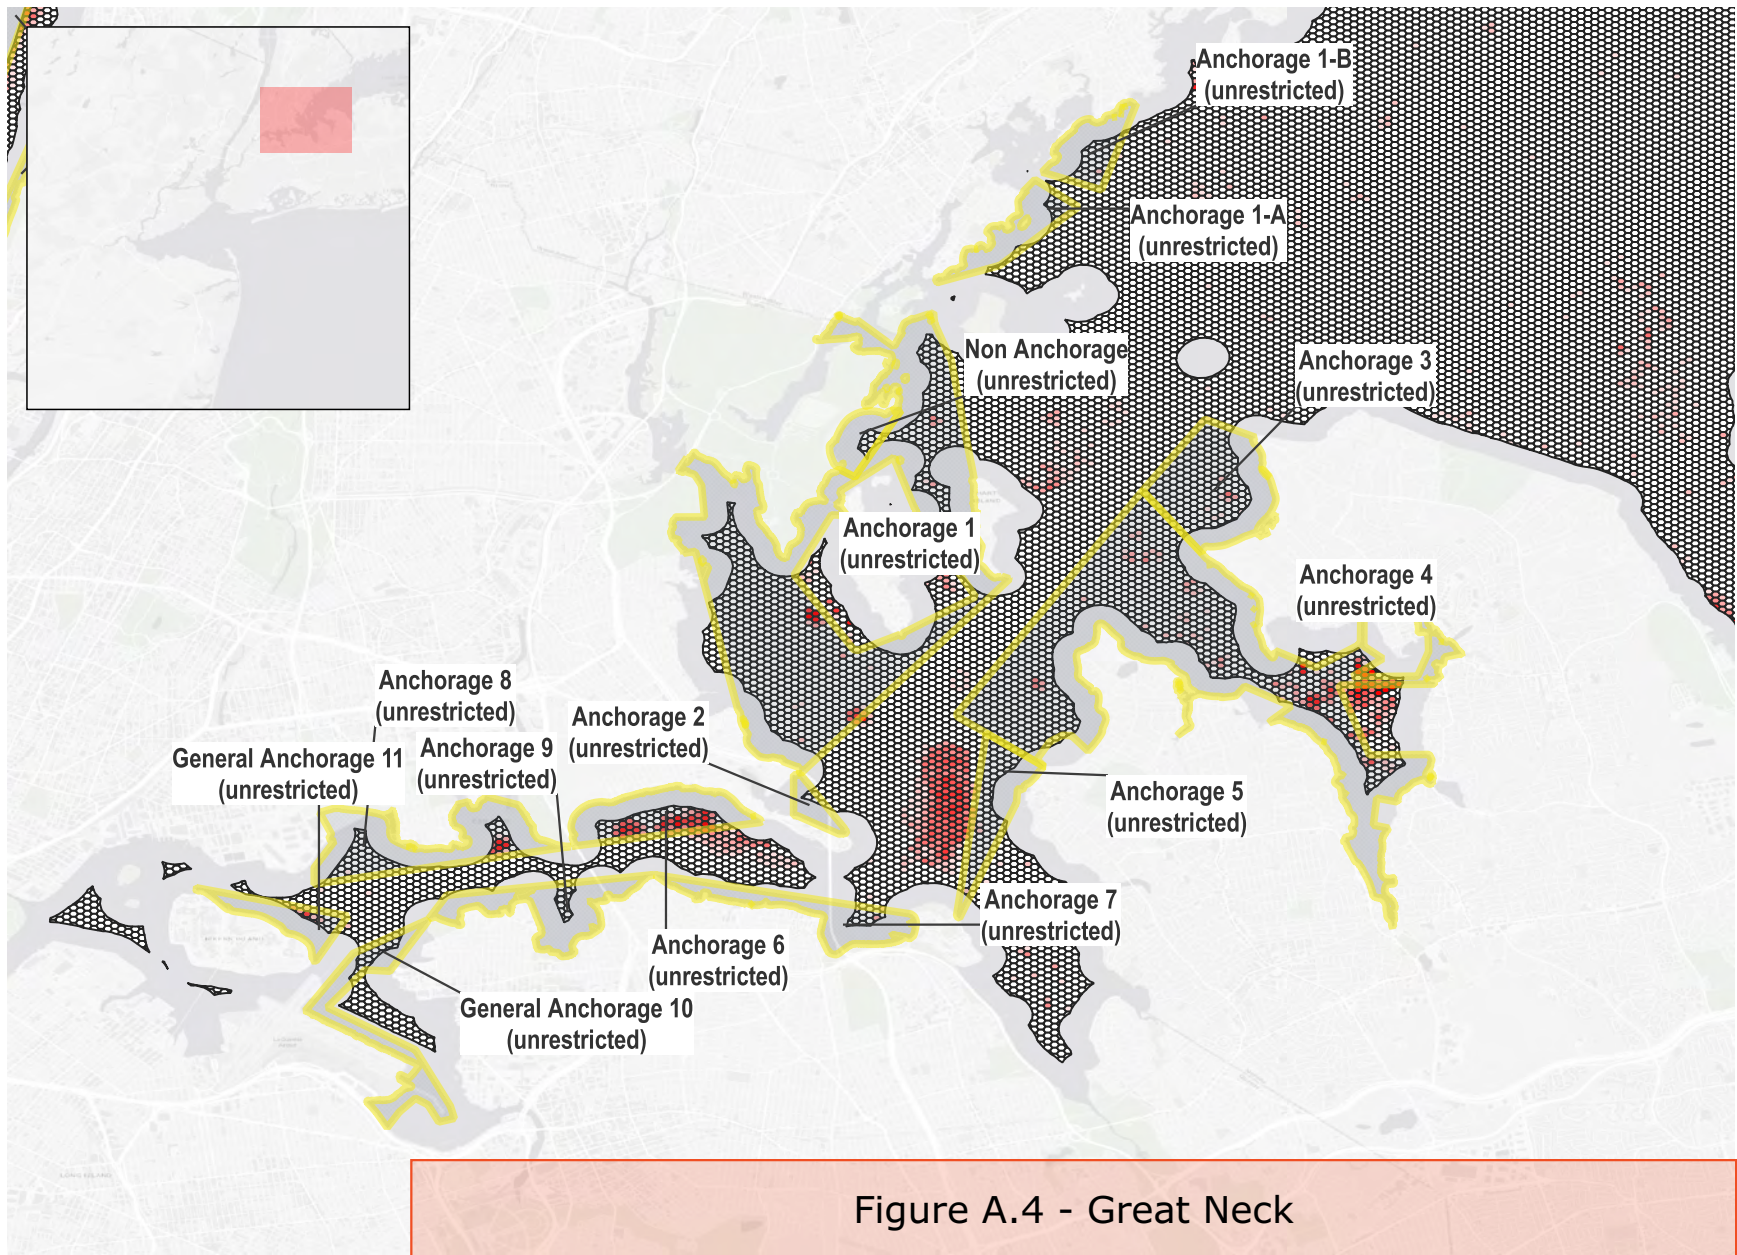 Anchorage 1-B
(unrestricted)
Anchorage 1-A
(unrestricted)
Non Anchorage
(unrestricted)
Anchorage 3
(unrestricted)
Anchorage 1
(unrestricted)
Anchorage 4
(unrestricted)
Anchorage 8
(unrestricted)
Anchorage 2
(unrestricted)
General Anchorage 11
(unrestricted)
Anchorage 9
(unrestricted)
Anchorage 5
(unrestricted)
Anchorage 7
(unrestricted)
Anchorage 6
(unrestricted)
General Anchorage 10
(unrestricted)
LONG ISLAND
Figure A.4 - Great Neck